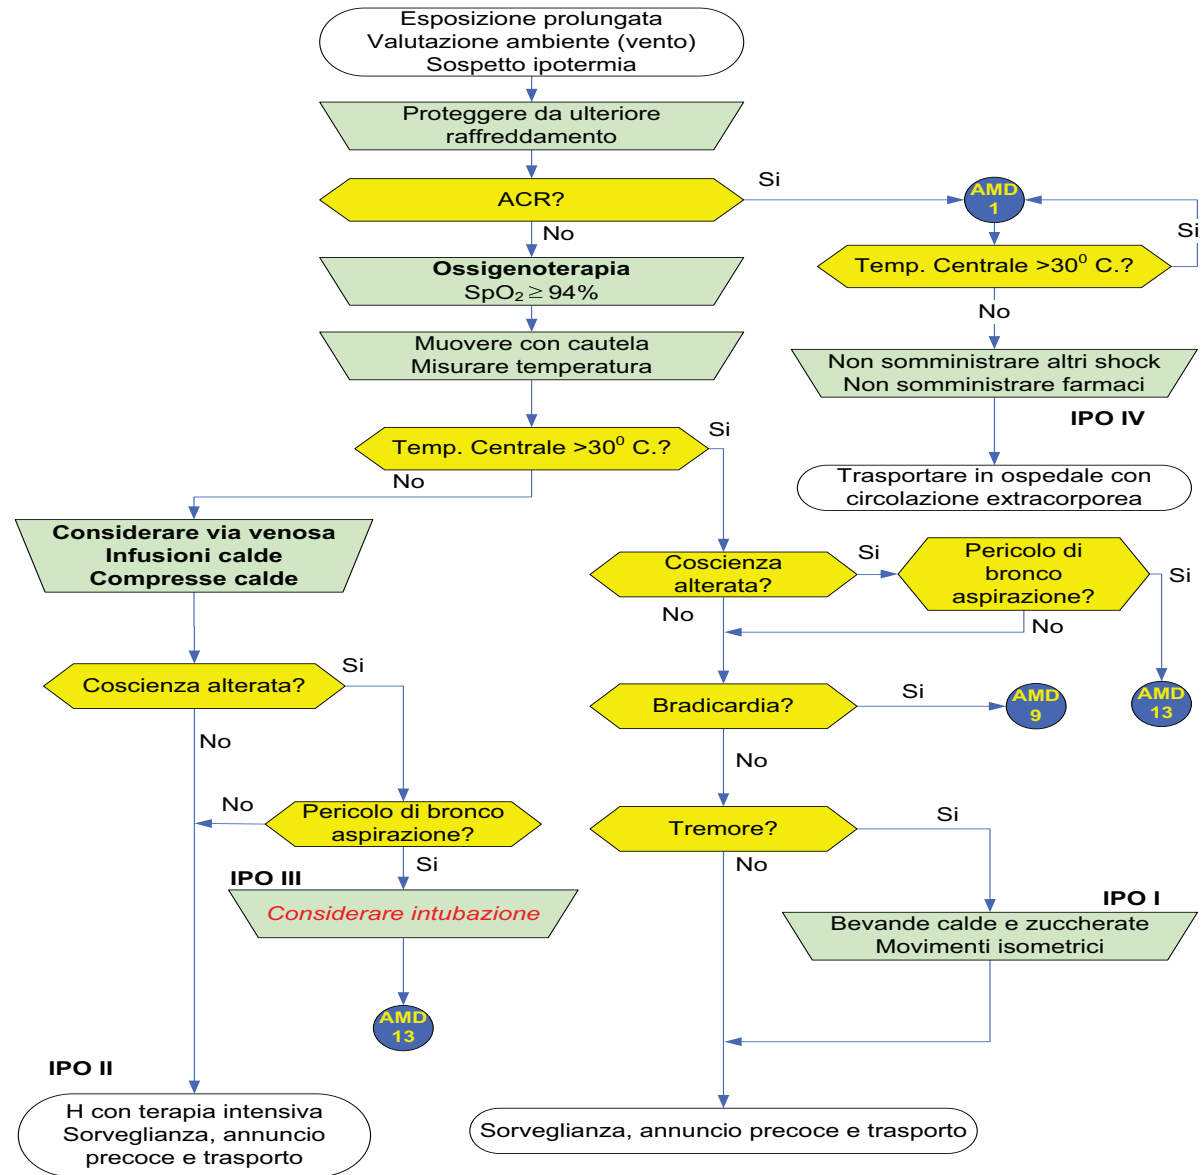 Esposizione prolungata
Valutazione ambiente (vento)
Sospetto ipotermia
Proteggere da ulteriore
raffreddamento
ACR?
Si
AMD
1
Si
No
Temp. Centrale >30⁰ C.?
Ossigenoterapia
SpO₂ ≥ 94%
No
Muovere con cautela
Misurare temperatura
Non somministrare altri shock
Non somministrare farmaci
IPO IV
Temp. Centrale >30⁰ C.?
Si
No
Trasportare in ospedale con
circolazione extracorporea
Considerare via venosa
Infusioni calde
Compresse calde
Coscienza
alterata?
Si
Pericolo di
bronco
aspirazione?
Si
No
No
Coscienza alterata?
Si
No
Bradicardia?
Si
AMD
9
AMD
13
No
Pericolo di bronco
aspirazione?
No
Si
Tremore?
Si
No
IPO III
Considerare intubazione
IPO I
Bevande calde e zuccherate
Movimenti isometrici
AMD
13
IPO II
H con terapia intensiva
Sorveglianza, annuncio
precoce e trasporto
Sorveglianza, annuncio precoce e trasporto